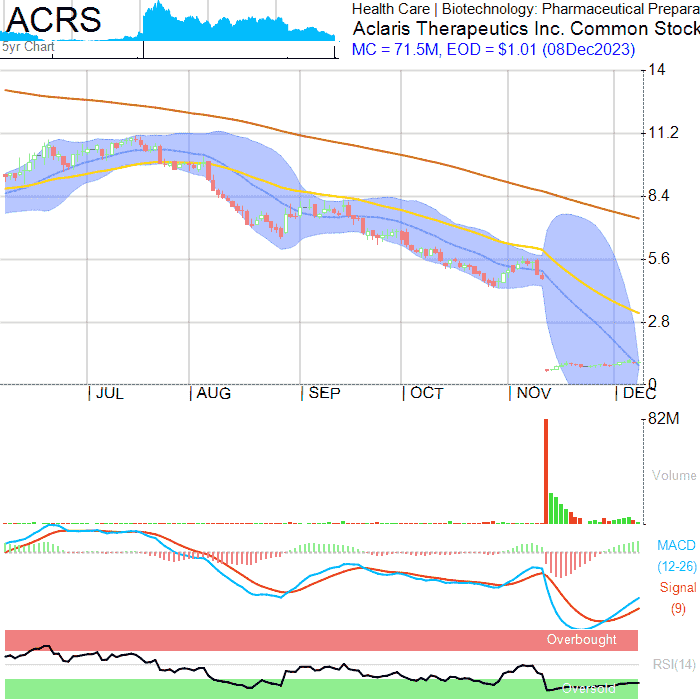 ACRS
5yr Chart
Health Care | Biotechnology: Pharmaceutical Prepara
Aclaris Therapeutics Inc. Common Stock
MC = 71.5M, EOD = $1.01 (08Dec2023)
14
11.2
8.4
5.6
2.8
0
JUL AUG SEP OCT NOV DEC
82M
Volume
MACD
(12-26)
Signal
(9)
Overbought
RSI(14)
Oversold